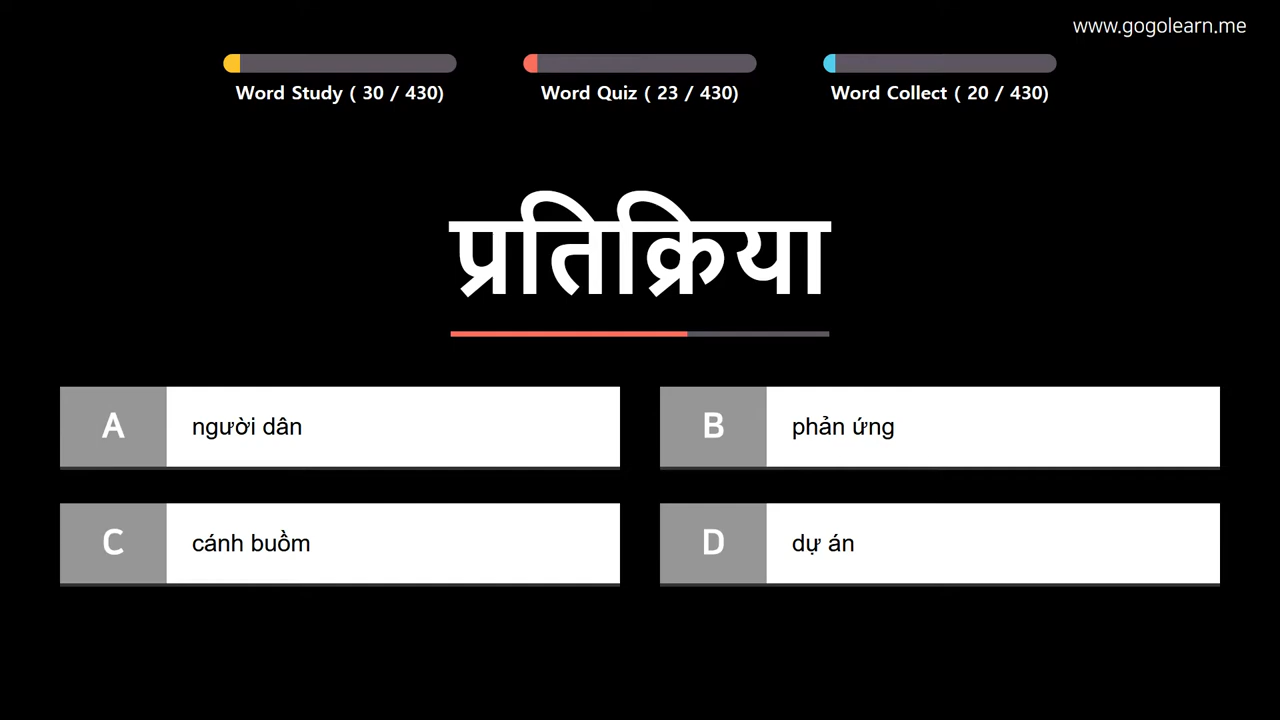 www.gogolearn.me
Word Study ( 30 / 430)
Word Quiz ( 23 / 430)
Word Collect ( 20 / 430)
प्रतिक्रिया
A
người dân
B
phản ứng
C
cánh buồm
D
dự án